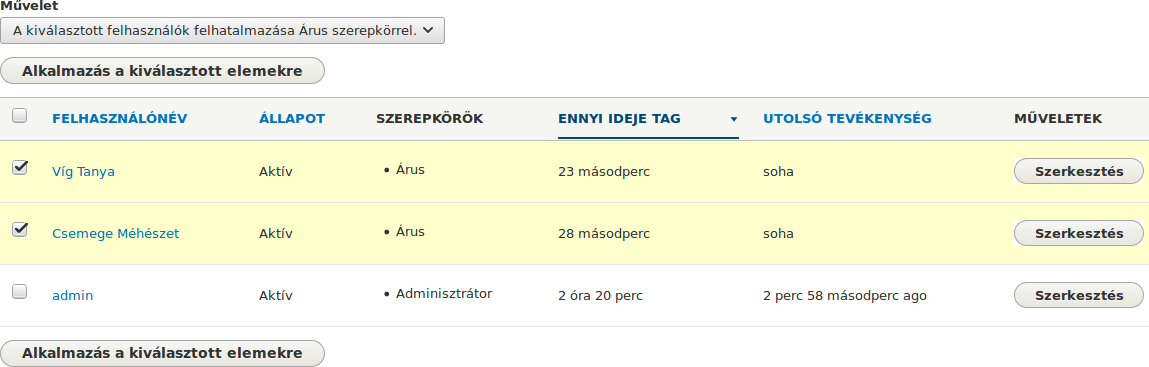 Művelet
A kiválasztott felhasználók felhatalmazása Árus szerepkörrel.
Alkalmazás a kiválasztott elemekre
FELHASZNÁLÓNÉV ÁLLAPOT SZEREPKÖRÖK ENNYI IDEJE TAG UTOLSÓ TEVÉKENYSÉG MŰVELETEK
Víg Tanya Aktív • Árus 23 másodperc soha Szerkesztés
Csemege Méhészet Aktív • Árus 28 másodperc soha Szerkesztés
admin Aktív • Adminisztrátor 2 óra 20 perc 2 perc 58 másodperc ago Szerkesztés
Alkalmazás a kiválasztott elemekre